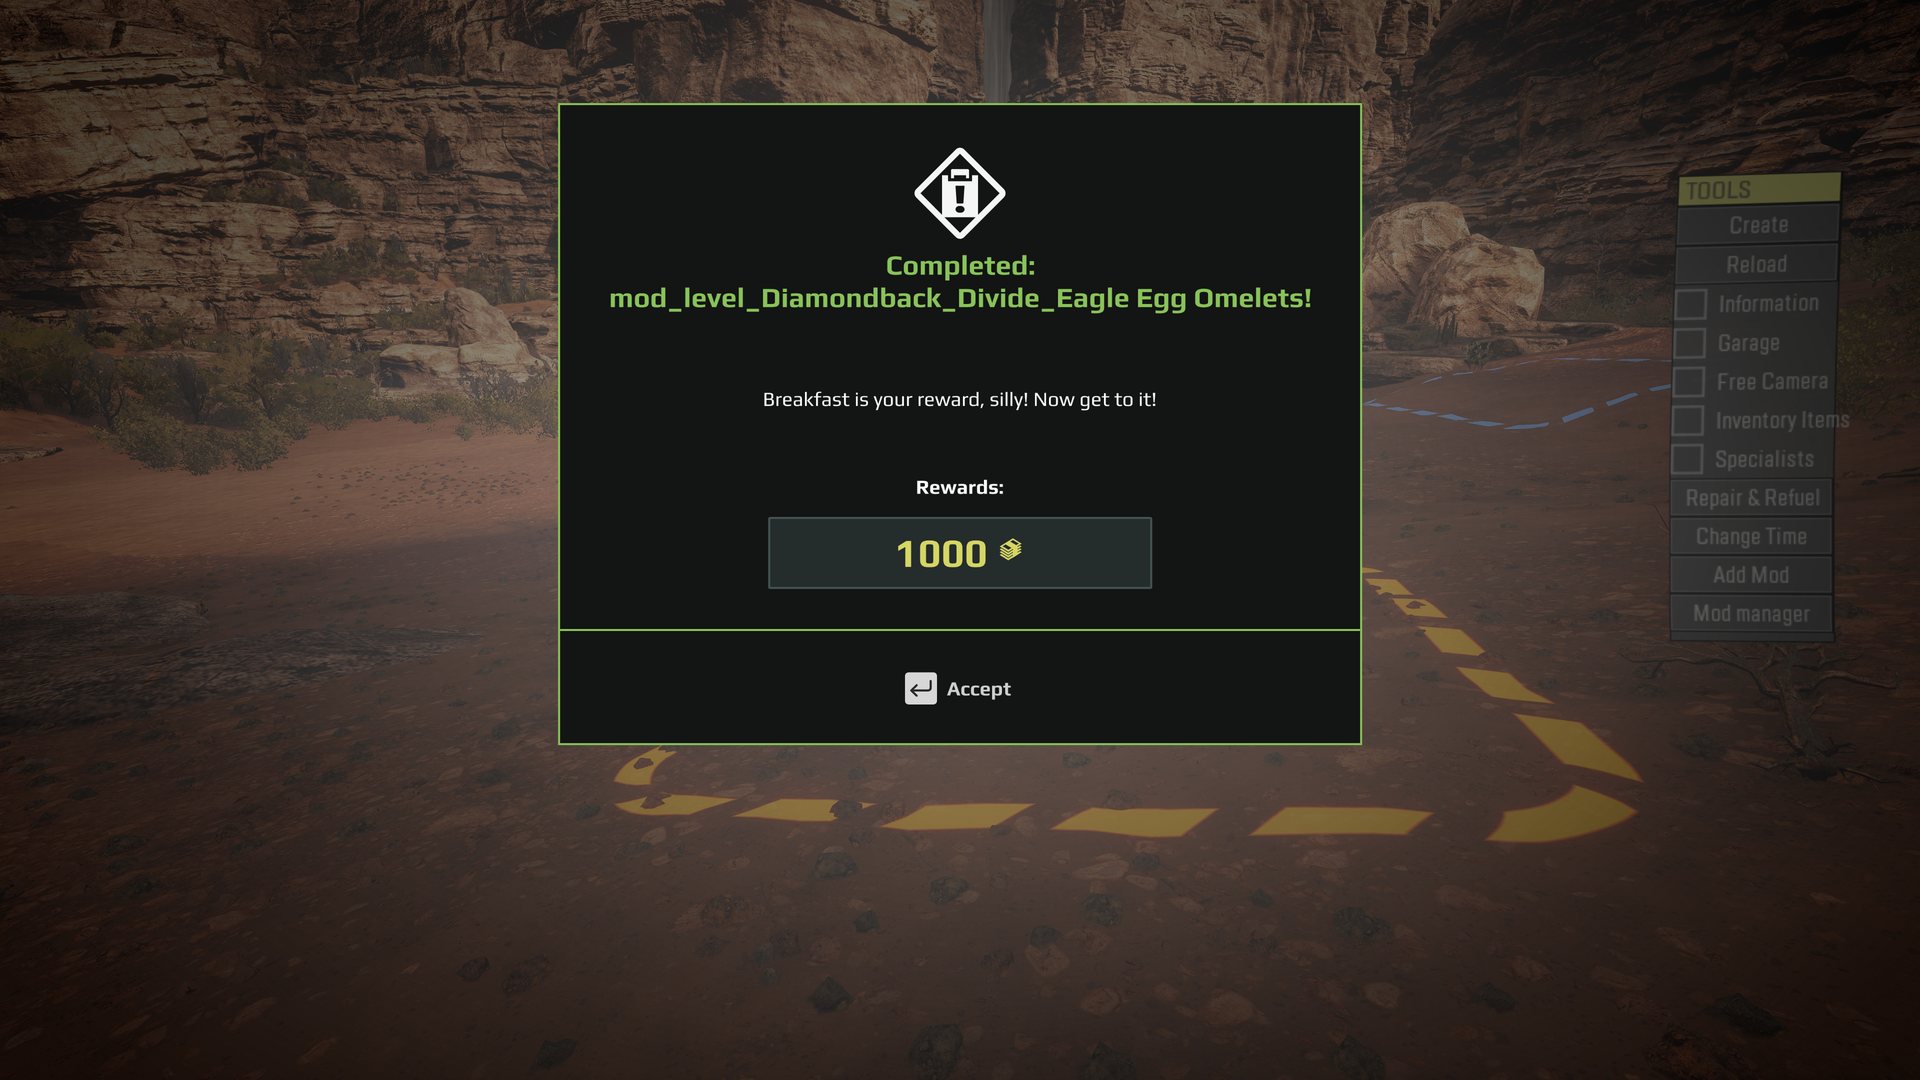 Completed:
mod_level_Diamondback_Divide_Eagle Egg Omelets!
Breakfast is your reward, silly! Now get to it!
Rewards:
1000
Accept
TOOLS
Create
Reload
Information
Garage
Free Camera
Inventory Items
Specialists
Repair & Refuel
Change Time
Add Mod
Mod manager